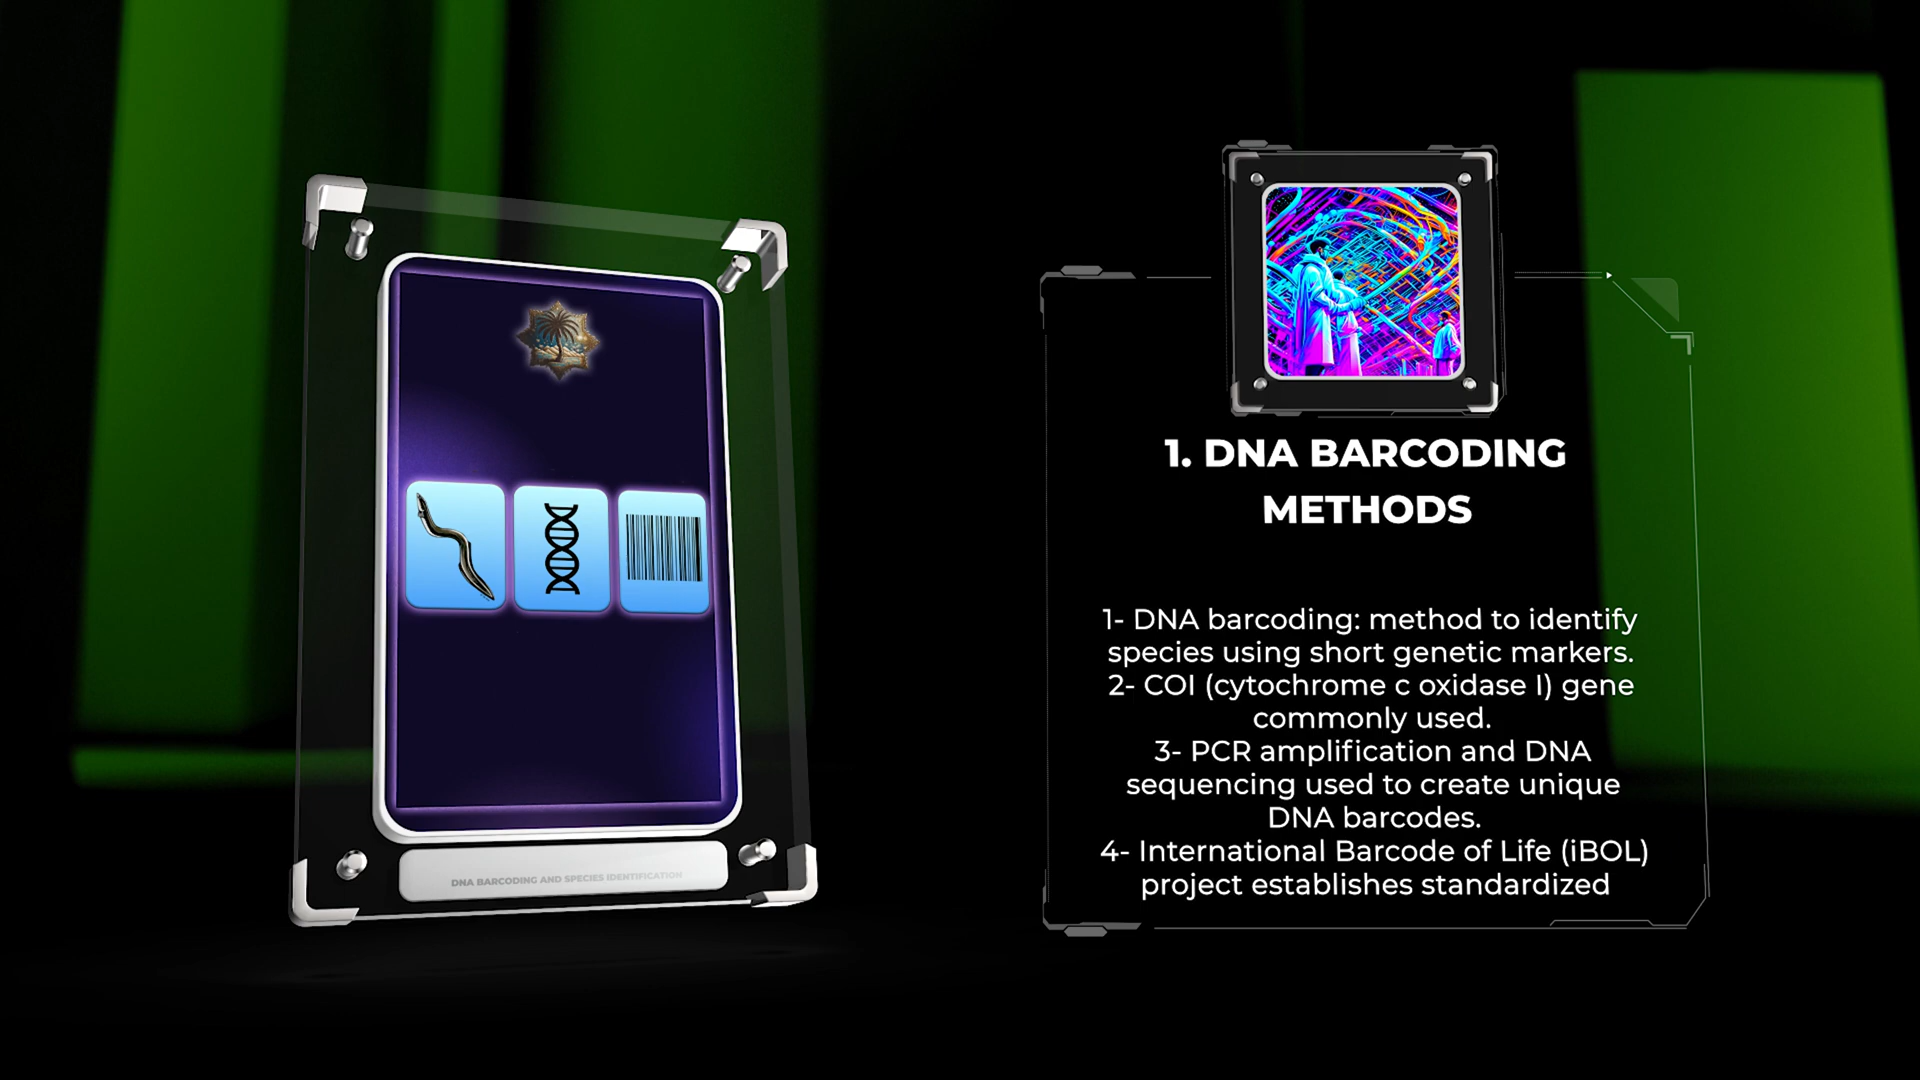 1. DNA BARCODING
METHODS
1- DNA barcoding: method to identify
species using short genetic markers.
2- COI (cytochrome c oxidase I) gene
commonly used.
3- PCR amplification and DNA
sequencing used to create unique
DNA barcodes.
4- International Barcode of Life (iBOL)
project establishes standardized
DNA BARCODING AND SPECIES IDENTIFICATION